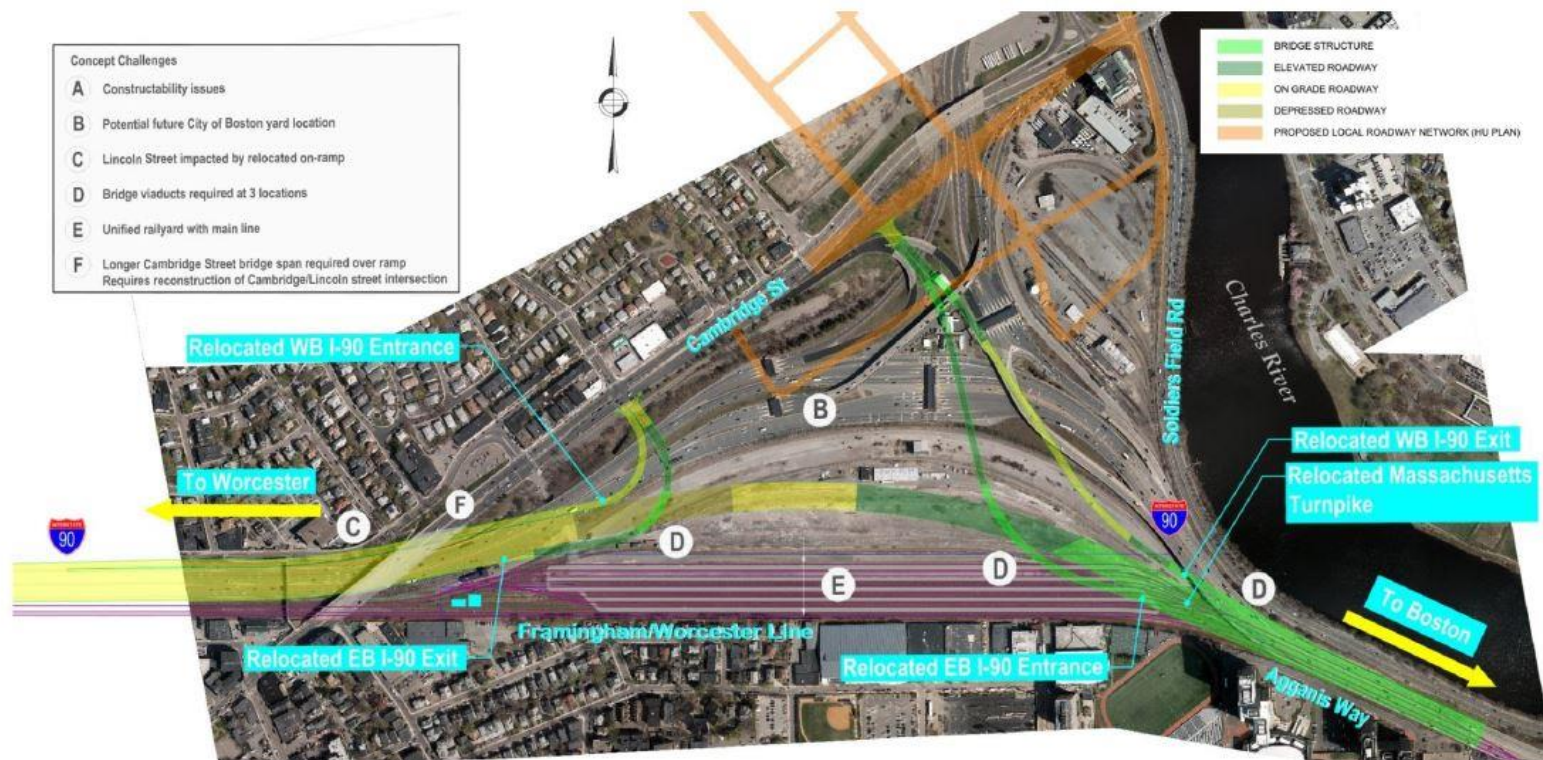 Concept Challenges
A Constructability issues
B Potential future City of Boston yard location
C Lincoln Street impacted by relocated on-ramp
D Bridge viaducts required at 3 locations
E Unified railyard with main line
F Longer Cambridge Street bridge span required over ramp
Requires reconstruction of Cambridge/Lincoln street intersection
BRIDGE STRUCTURE
ELEVATED ROADWAY
ON GRADE ROADWAY
DEPRESSED ROADWAY
PROPOSED LOCAL ROADWAY NETWORK (HU PLAN)
Cambridge St
Soldiers Field Rd
Charles River
Relocated WB I-90 Entrance
B
Relocated WB I-90 Exit
To Worcester
Relocated Massachusetts
Turnpike
F
C
INTERSTATE
90
INTERSTATE
90
D
D
E
D
To Boston
Framingham/Worcester Line
Relocated EB I-90 Exit
Relocated EB I-90 Entrance
Agganis Way